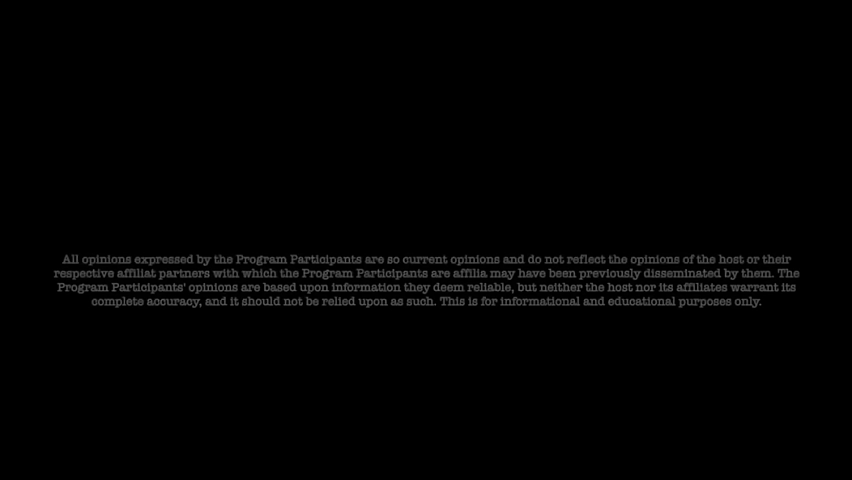 All opinions expressed by the Program Participants are so current opinions and do not reflect the opinions of the host or their
respective affiliat partners with which the Program Participants are affilia may have been previously disseminated by them. The
Program Participants' opinions are based upon information they deem reliable, but neither the host nor its affiliates warrant its
complete accuracy, and it should not be relied upon as such. This is for informational and educational purposes only.